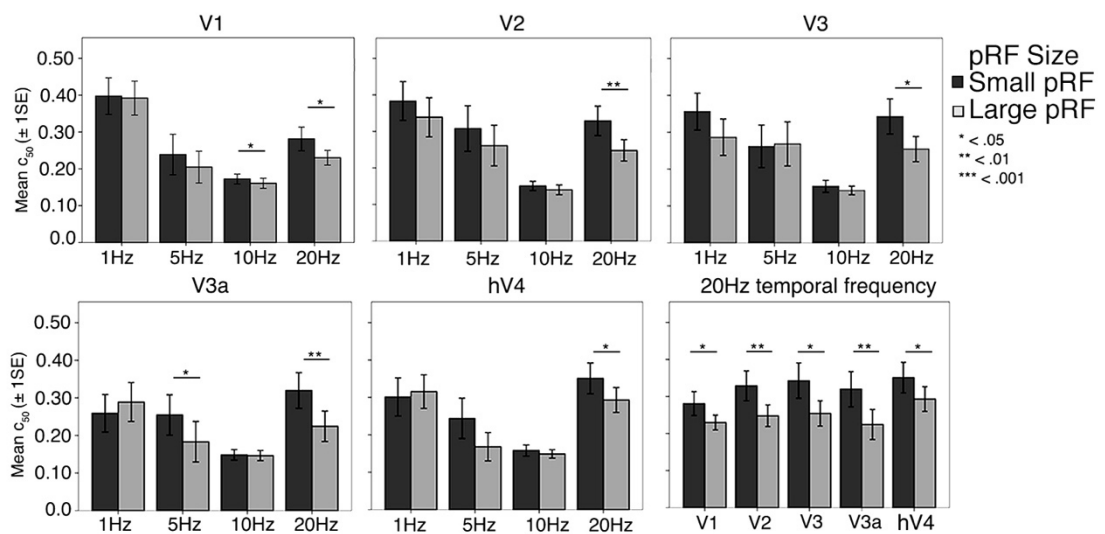 V1
V2
V3
Mean c50 (± 1SE)
0.50
0.40
0.30
0.20
0.10
0.0
1Hz 5Hz 10Hz 20Hz
* *
1Hz 5Hz 10Hz 20Hz
**
1Hz 5Hz 10Hz 20Hz
*
pRF Size
Small pRF
Large pRF
* < .05
** < .01
*** < .001
V3a
hV4
20Hz temporal frequency
Mean c50 (± 1SE)
0.50
0.40
0.30
0.20
0.10
0.0
1Hz 5Hz 10Hz 20Hz
* **
1Hz 5Hz 10Hz 20Hz
*
V1 V2 V3 V3a hV4
* ** * ** *